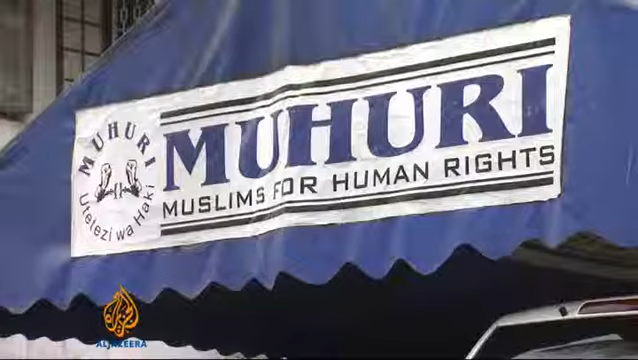 MUHURI
Utetezi wa Haki
MUHURI
MUSLIMS FOR HUMAN RIGHTS
ALJAZEERA